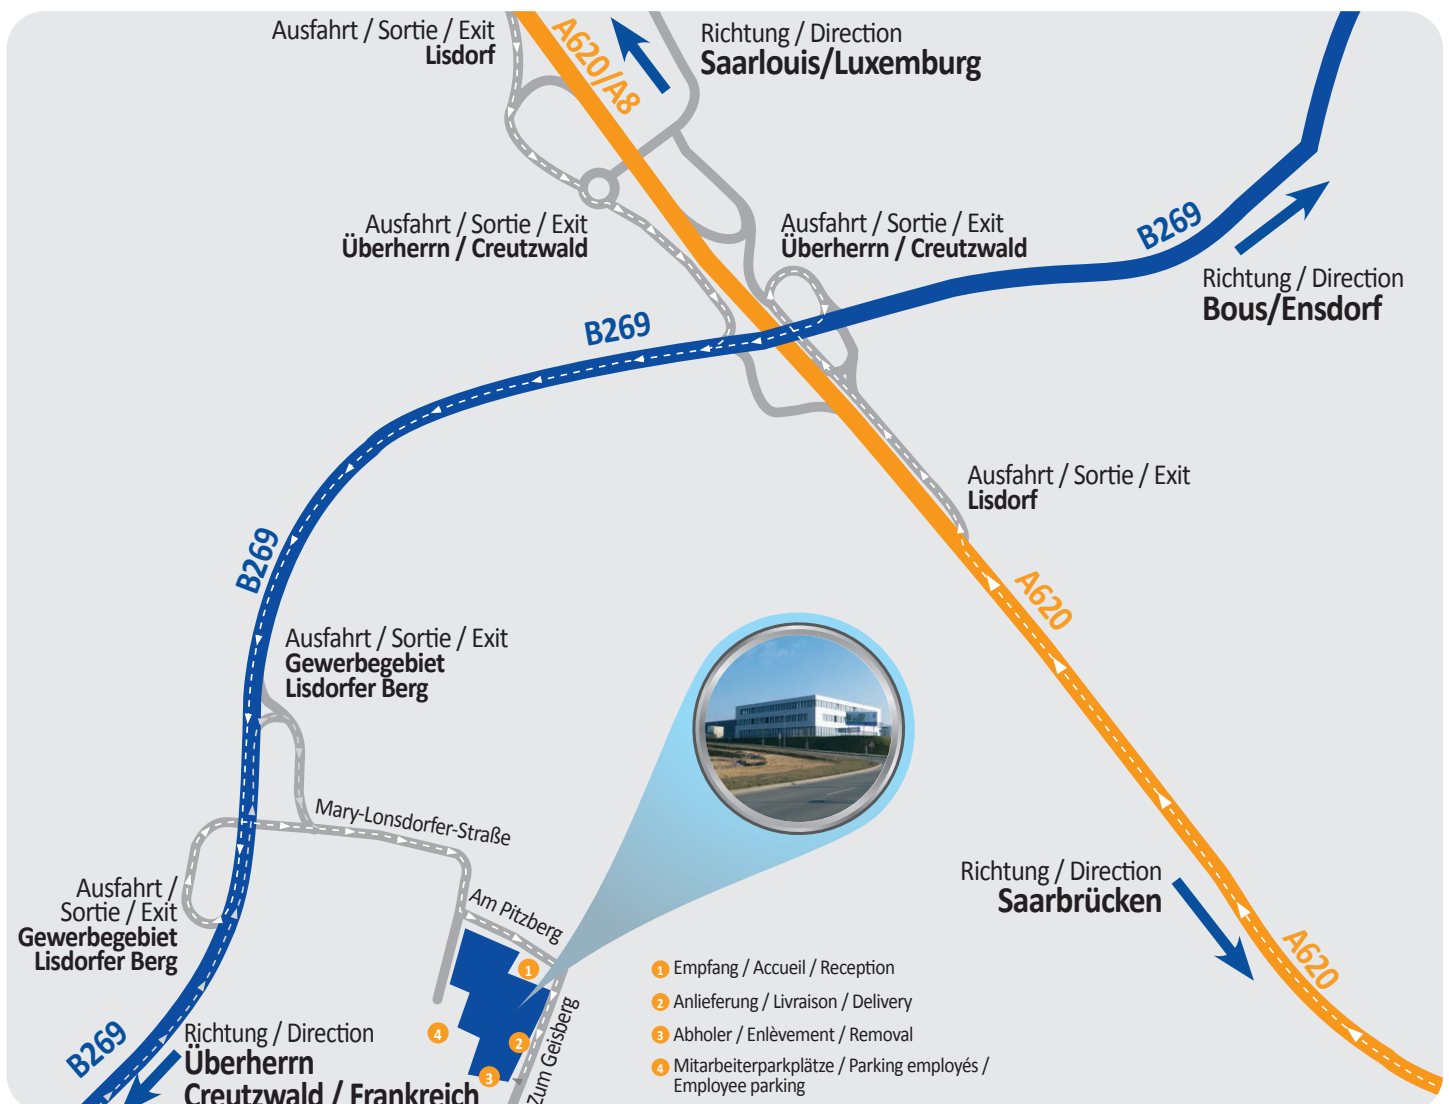 Ausfahrt / Sortie / Exit
Lisdorf
A620/A8
Richtung / Direction
Saarlouis/Luxemburg
Ausfahrt / Sortie / Exit
Überherrn / Creutzwald
Ausfahrt / Sortie / Exit
Überherrn / Creutzwald
B269
Richtung / Direction
Bous/Ensdorf
B269
Ausfahrt / Sortie / Exit
Lisdorf
B269
A620
Ausfahrt / Sortie / Exit
Gewerbegebiet
Lisdorfer Berg
Mary-Lonsdorfer-Straße
Ausfahrt /
Sortie / Exit
Gewerbegebiet
Lisdorfer Berg
Am Pitzberg
Richtung / Direction
Saarbrücken
A620
1 Empfang / Accueil / Reception
2 Anlieferung / Livraison / Delivery
3 Abholer / Enlèvement / Removal
4 Mitarbeiterparkplätze / Parking employés /
Employee parking
1
2
3
4
Zum Geisberg
B269
Richtung / Direction
Überherrn
Creutzwald / Frankreich